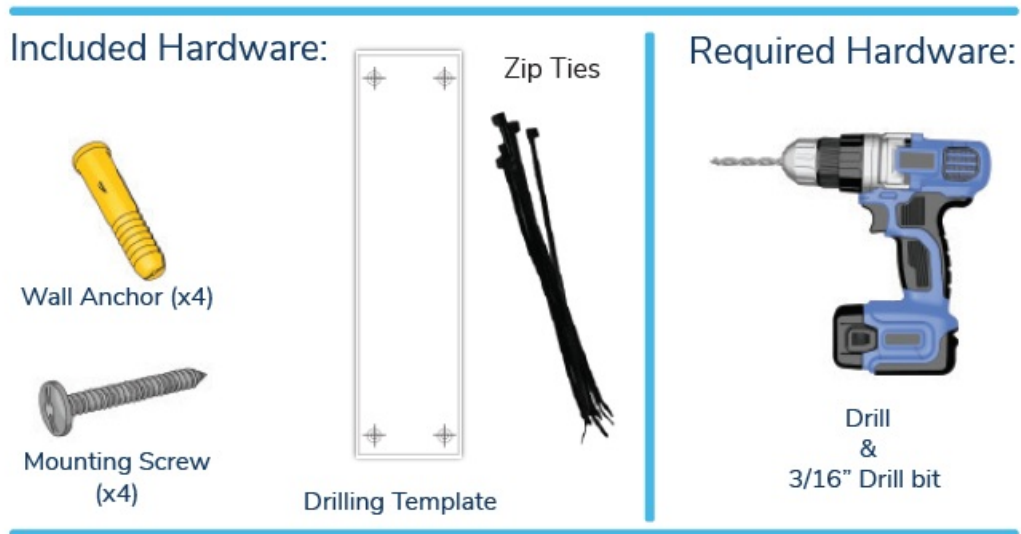 Included Hardware:
Zip Ties
Wall Anchor (x4)
Mounting Screw
(x4)
Drilling Template
Required Hardware:
Drill
&
3/16” Drill bit